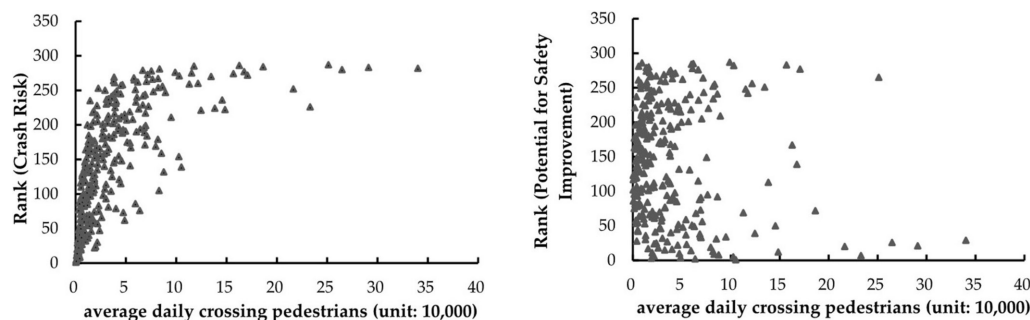 Rank (Crash Risk)
350
300
250
200
150
100
50
0
0 5 10 15 20 25 30 35 40
average daily crossing pedestrians (unit: 10,000)
Rank (Potential for Safety
Improvement)
350
300
250
200
150
100
50
0
0 5 10 15 20 25 30 35 40
average daily crossing pedestrians (unit: 10,000)